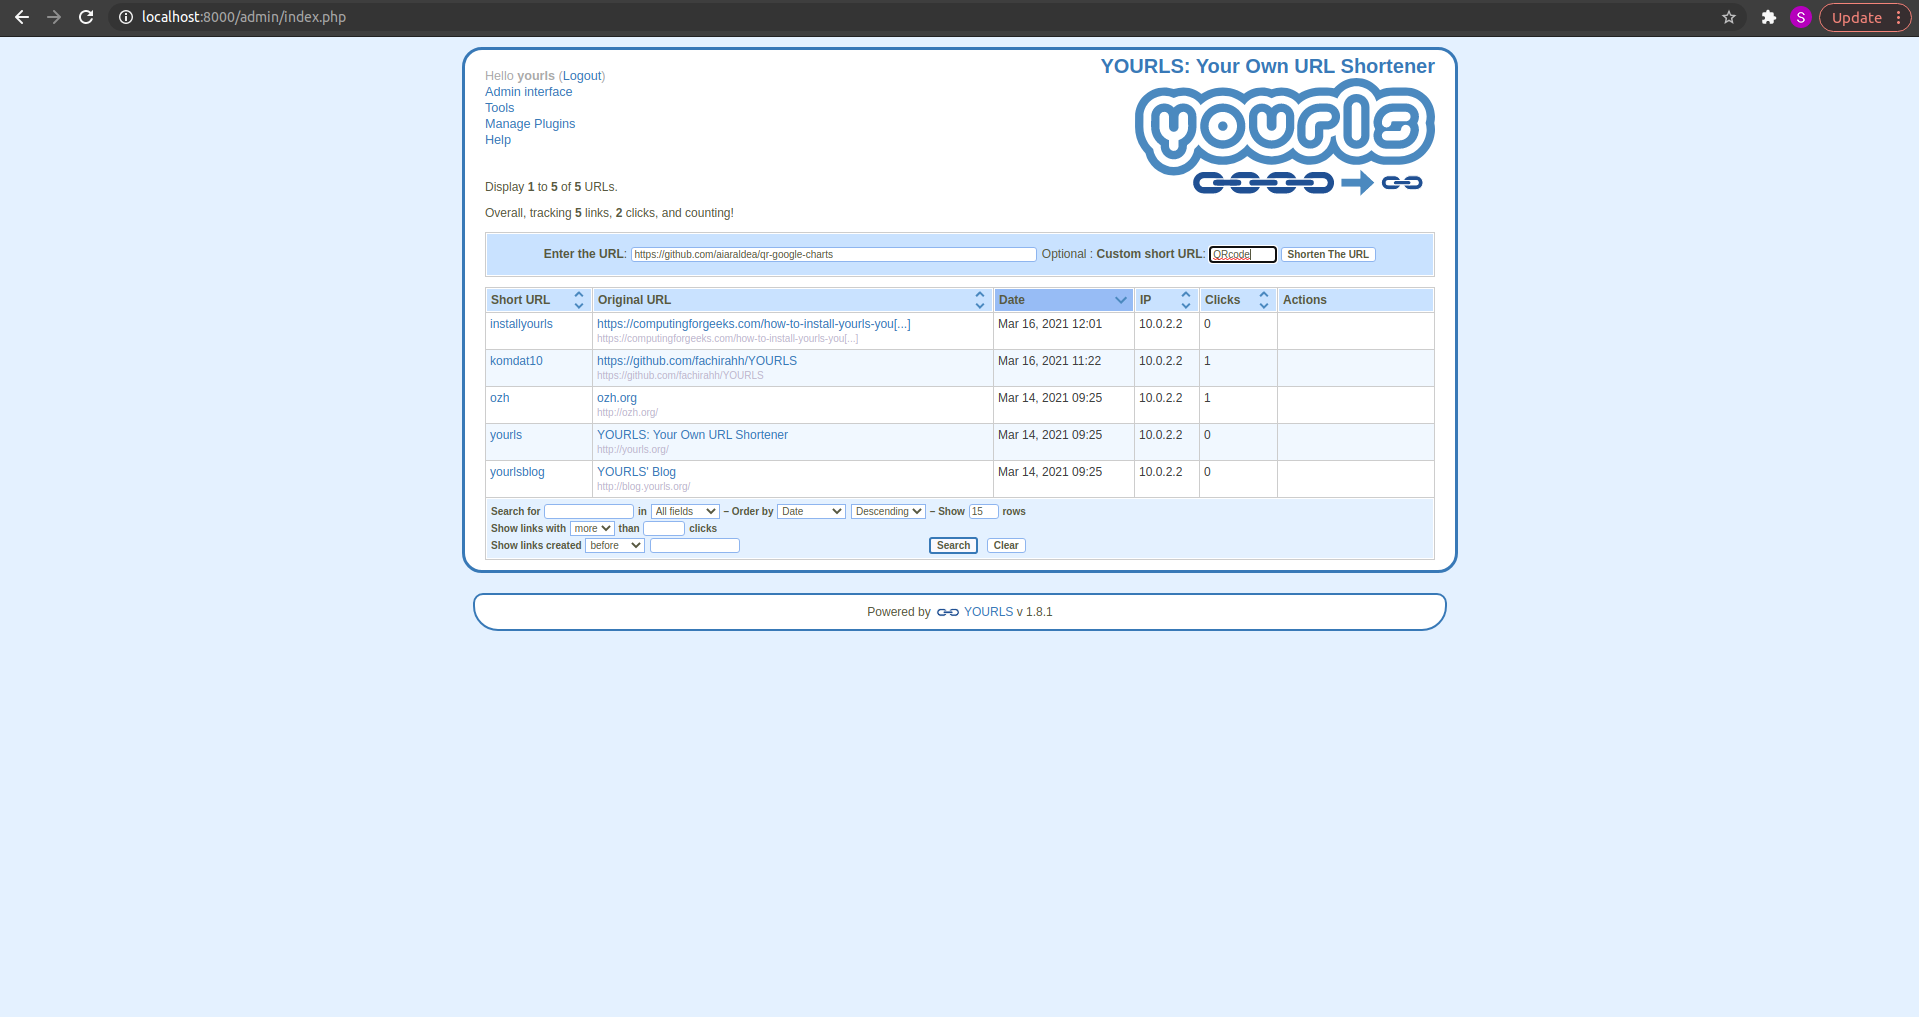 localhost:8000/admin/index.php
S
Update
Hello yourls (Logout)
Admin interface
Tools
Manage Plugins
Help
YOURLS: Your Own URL Shortener
yourls
Display 1 to 5 of 5 URLs.
Overall, tracking 5 links, 2 clicks, and counting!
Enter the URL: https://github.com/aiaraldea/qr-google-charts Optional : Custom short URL: QRcode Shorten The URL
Short URL Original URL Date IP Clicks Actions
installyourls https://computingforgeeks.com/how-to-install-yourls-you[...] Mar 16, 2021 12:01 10.0.2.2 0
https://computingforgeeks.com/how-to-install-yourls-you[...]
komdat10 https://github.com/fachirahh/YOURLS Mar 16, 2021 11:22 10.0.2.2 1
https://github.com/fachirahh/YOURLS
ozh ozh.org Mar 14, 2021 09:25 10.0.2.2 1
http://ozh.org/
yourls YOURLS: Your Own URL Shortener Mar 14, 2021 09:25 10.0.2.2 0
http://yourls.org/
yourlsblog YOURLS' Blog Mar 14, 2021 09:25 10.0.2.2 0
http://blog.yourls.org/
Search for in All fields – Order by Date Descending – Show 15 rows
Show links with more than clicks
Show links created before Search Clear
Powered by YOURLS v 1.8.1